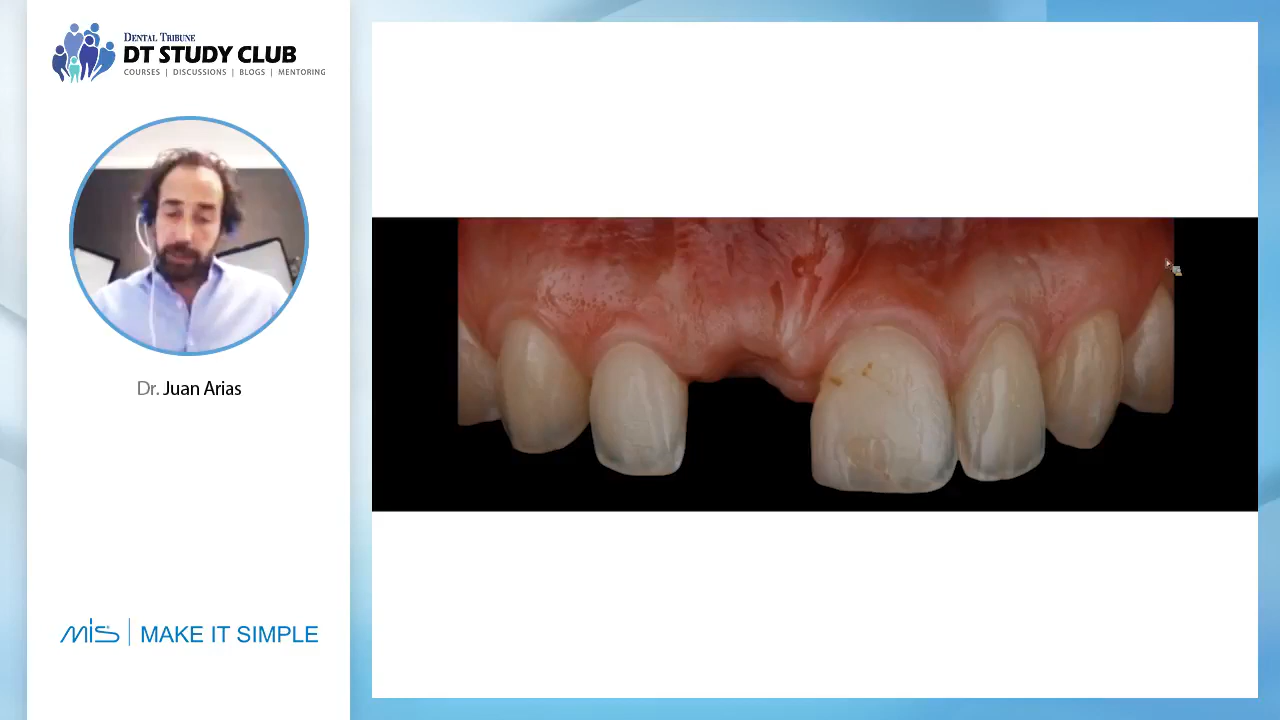 DENTAL TRIBUNE
DT STUDY CLUB
COURSES | DISCUSSIONS | BLOGS | MENTORING
Dr. Juan Arias
mis | MAKE IT SIMPLE